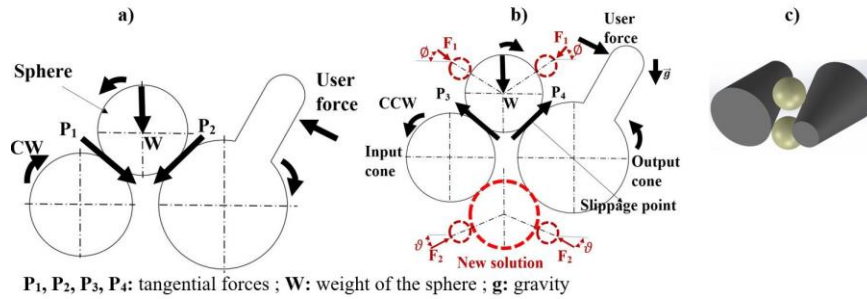 a)
Sphere
P₁
P₂
W
CW
User
force
b)
F₁
F₁
Ø
Ø
User
force
g⃗
W
P₃
P₄
CCW
Input
cone
Output
cone
Slippage point
F₂
F₂
ϑ
ϑ
New solution
c)
P₁, P₂, P₃, P₄: tangential forces ; W: weight of the sphere ; g: gravity